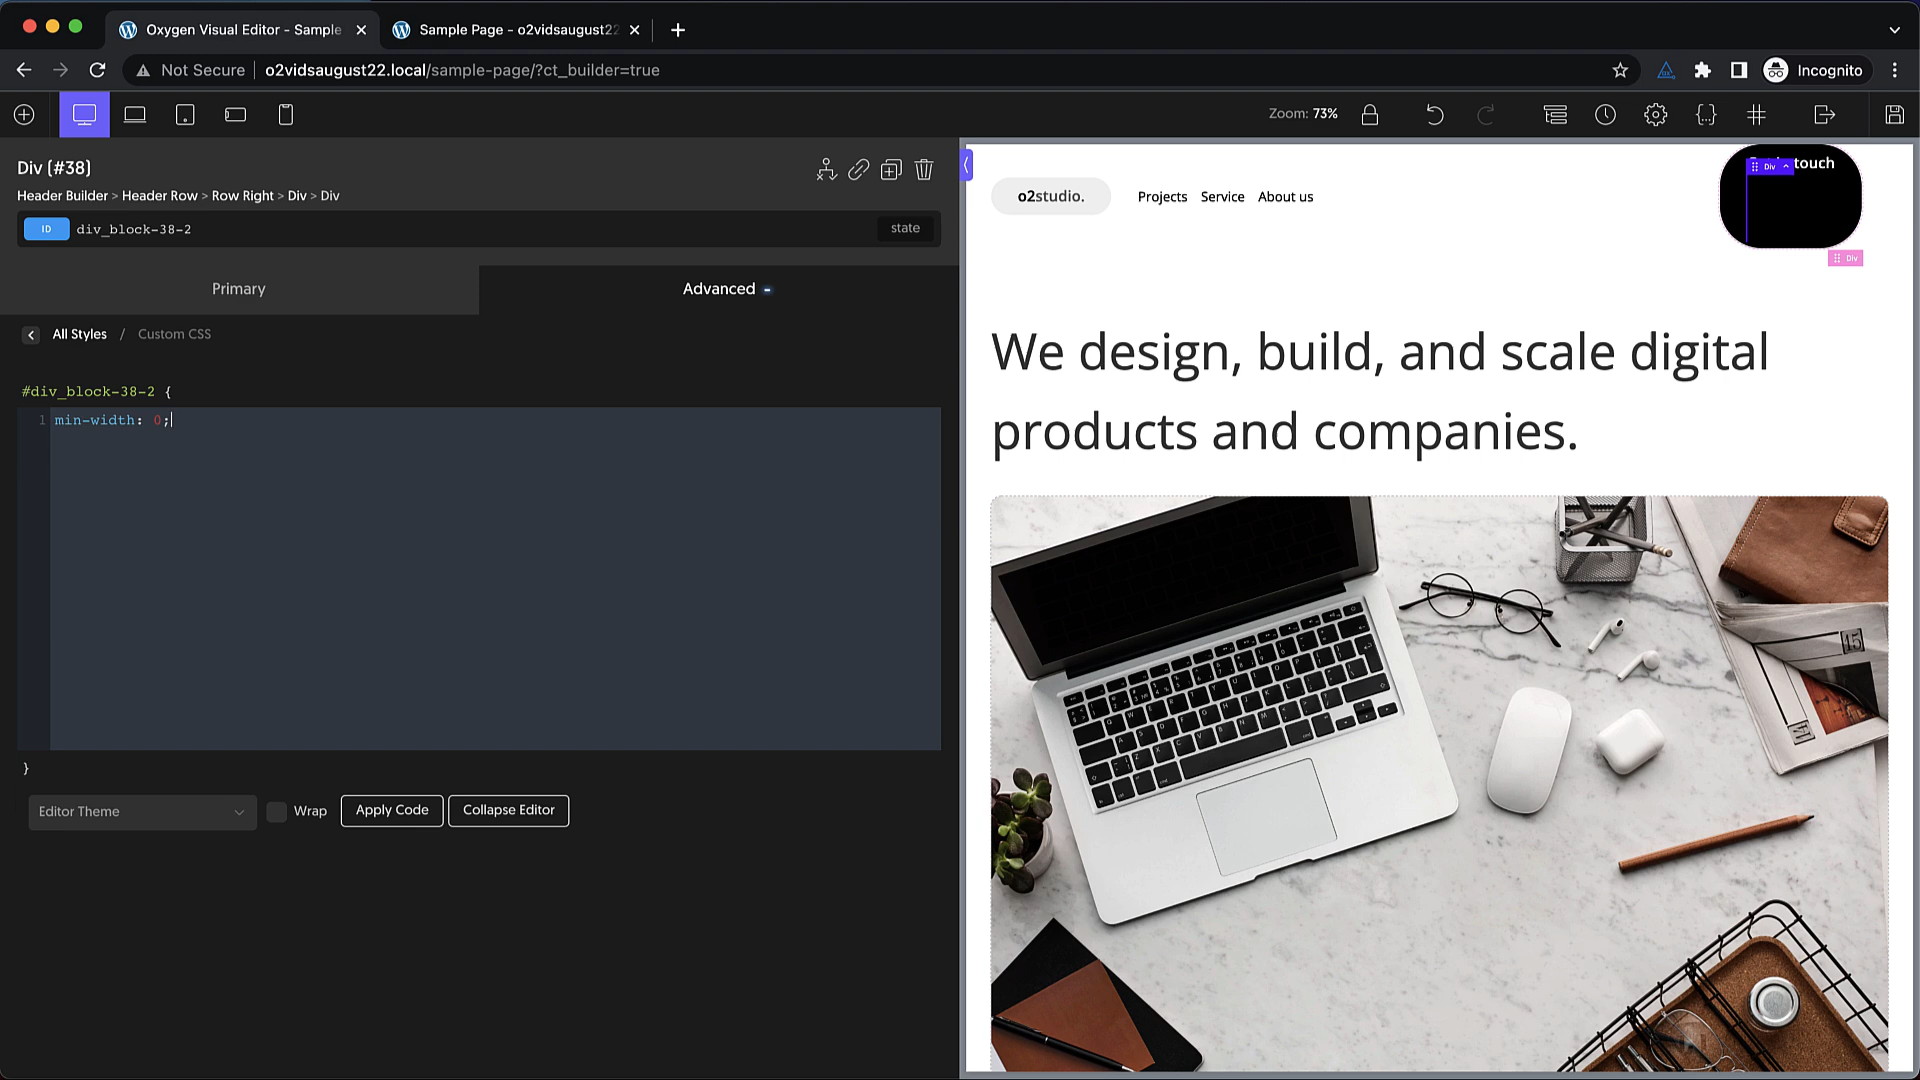 Oxygen Visual Editor - Sample
Sample Page - o2vidsaugust22
Not Secure
o2vidsaugust22.local/sample-page/?ct_builder=true
Incognito
Zoom: 73%
Div (#38)
Header Builder > Header Row > Row Right > Div > Div
ID
div_block-38-2
state
Primary
Advanced
All Styles / Custom CSS
#div_block-38-2 {
1 min-width: 0;
}
Editor Theme
Wrap
Apply Code
Collapse Editor
o2studio.
Projects
Service
About us
touch
Div
Div
We design, build, and scale digital
products and companies.
15